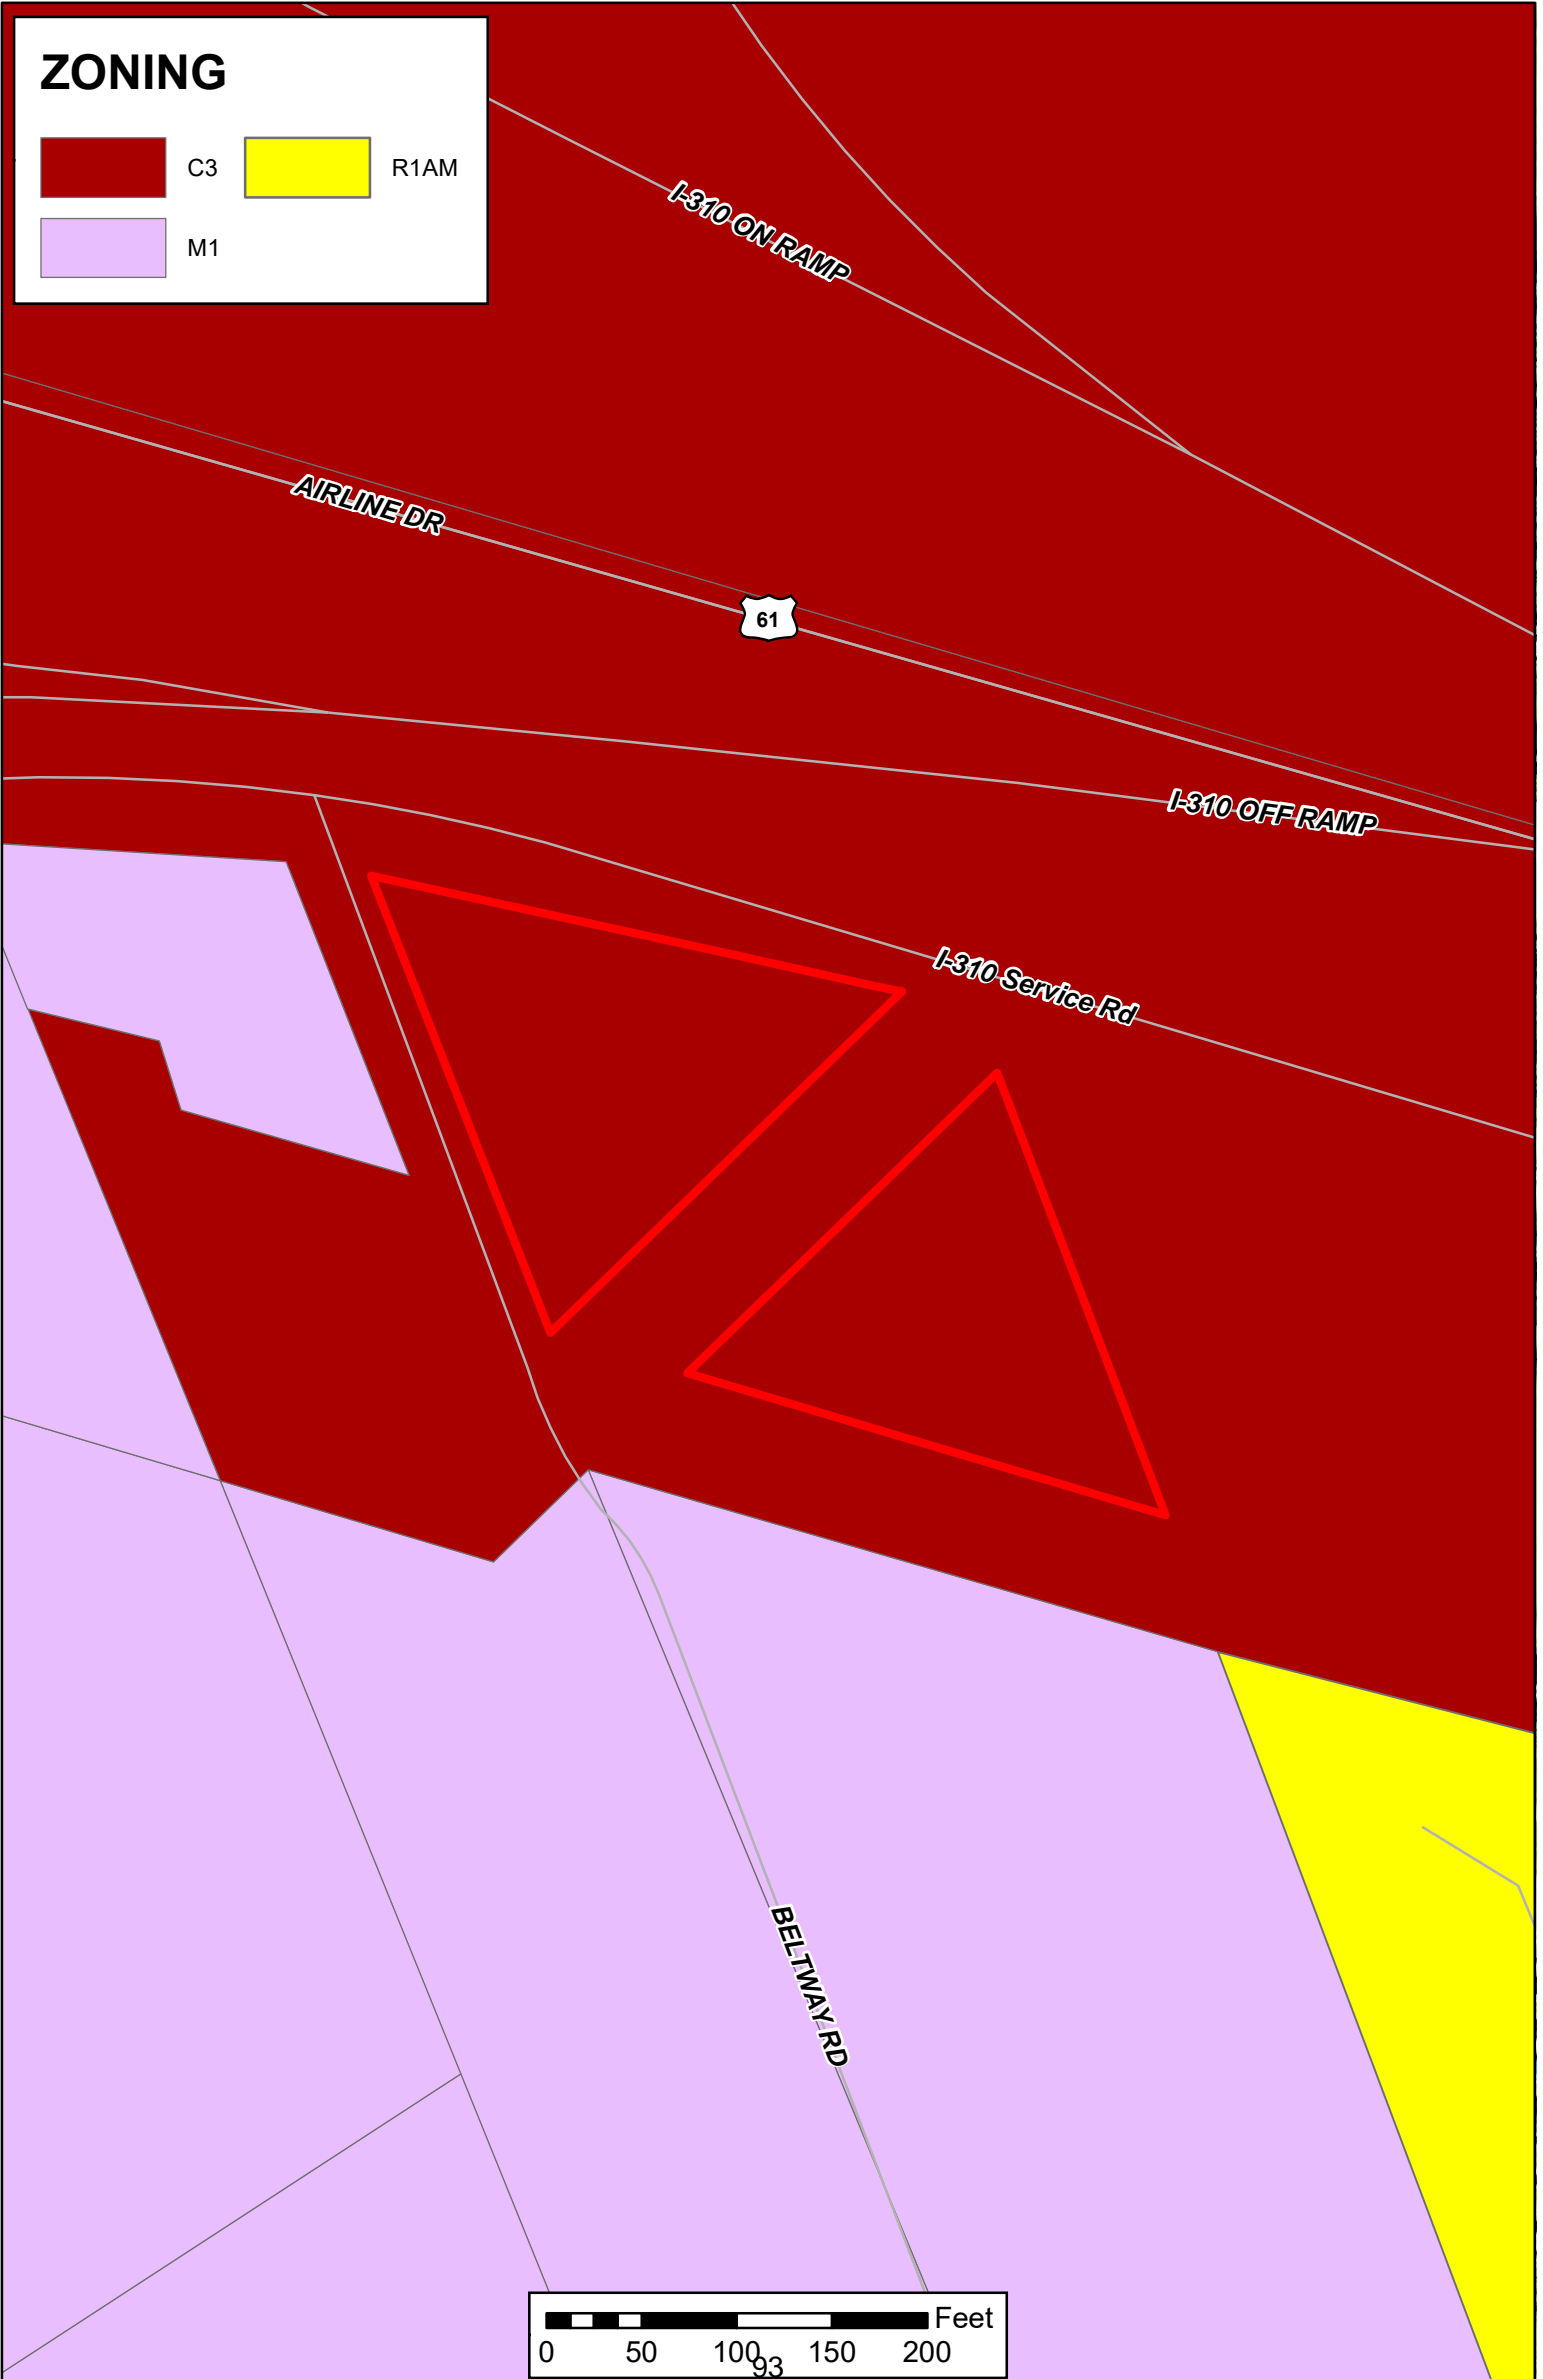 ZONING
C3
R1AM
M1
I-310 ON RAMP
AIRLINE DR
61
I-310 OFF RAMP
I-310 Service Rd
BELTWAY RD
Feet
0 50 100 150 200
93